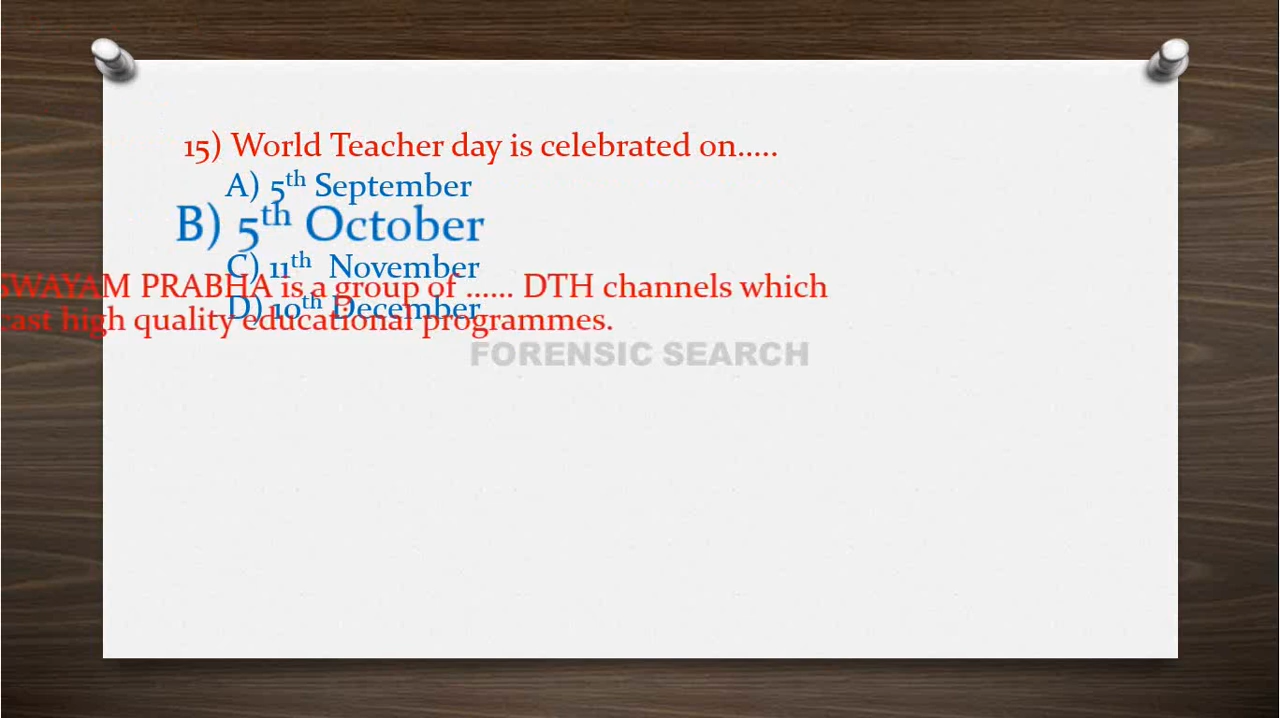 15) World Teacher day is celebrated on.....
A) 5th September
B) 5th October
C) 11th November
SWAYAM PRABHA is a group of ...... DTH channels which
D) 10th December
cast high quality educational programmes.
FORENSIC SEARCH